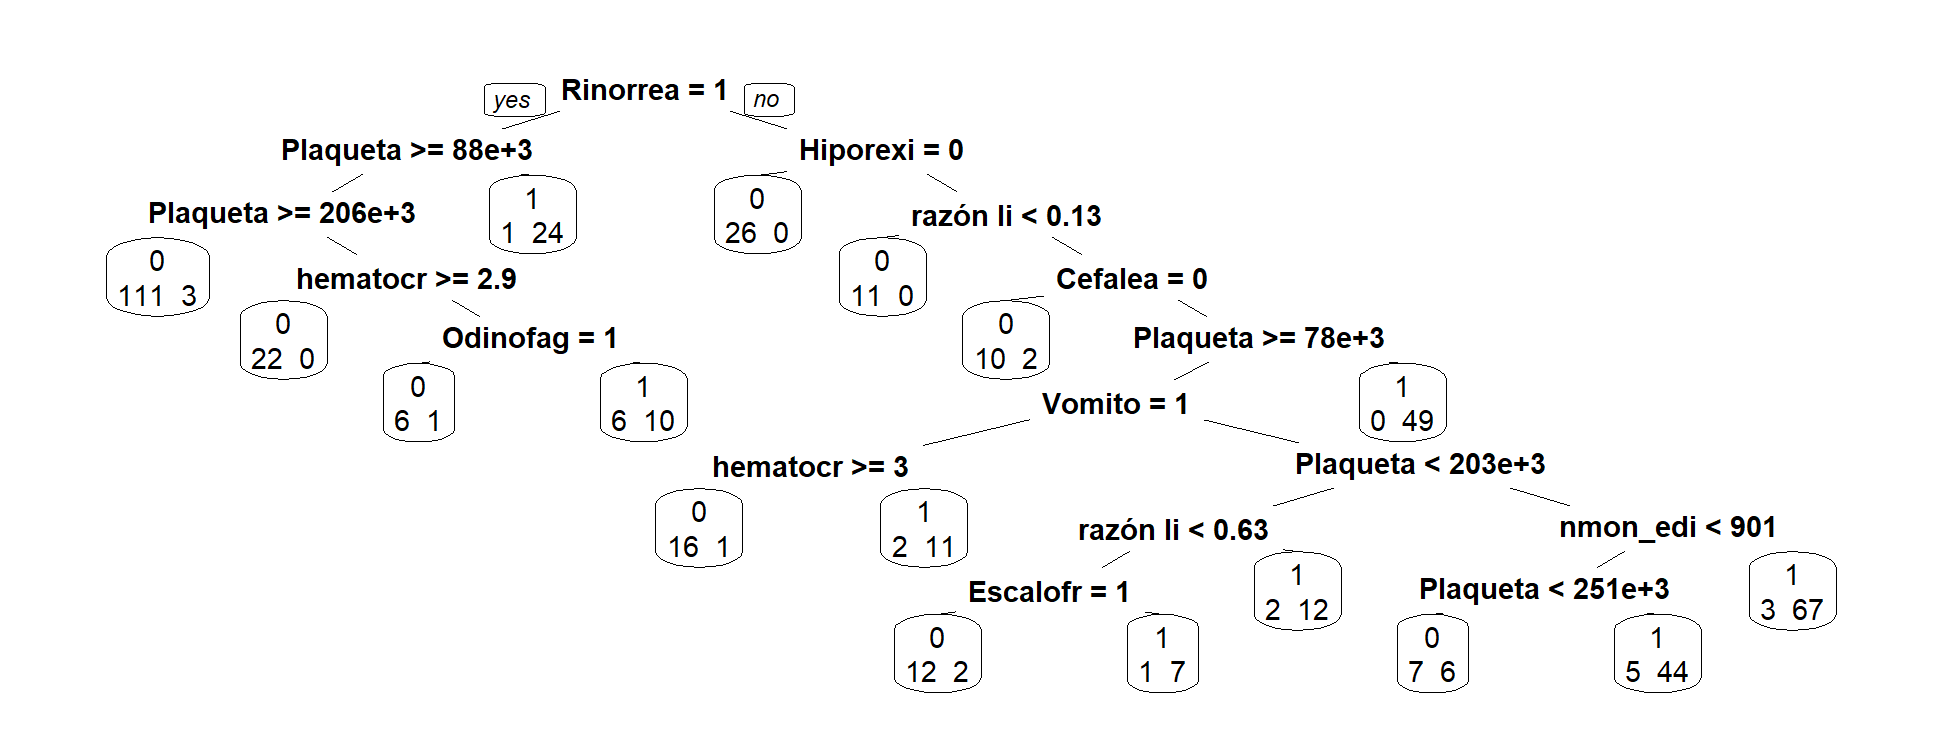 Rinorrea = 1
yes
no
Plaqueta >= 88e+3
Hiporexi = 0
Plaqueta >= 206e+3
1
1 24
0
26 0
razón li < 0.13
0
111 3
hematocr >= 2.9
0
11 0
Cefalea = 0
0
22 0
Odinofag = 1
0
10 2
Plaqueta >= 78e+3
0
6 1
1
6 10
Vomito = 1
1
0 49
hematocr >= 3
Plaqueta < 203e+3
0
16 1
1
2 11
razón li < 0.63
nmon_edi < 901
Escalofr = 1
1
2 12
Plaqueta < 251e+3
1
3 67
0
12 2
1
1 7
0
7 6
1
5 44